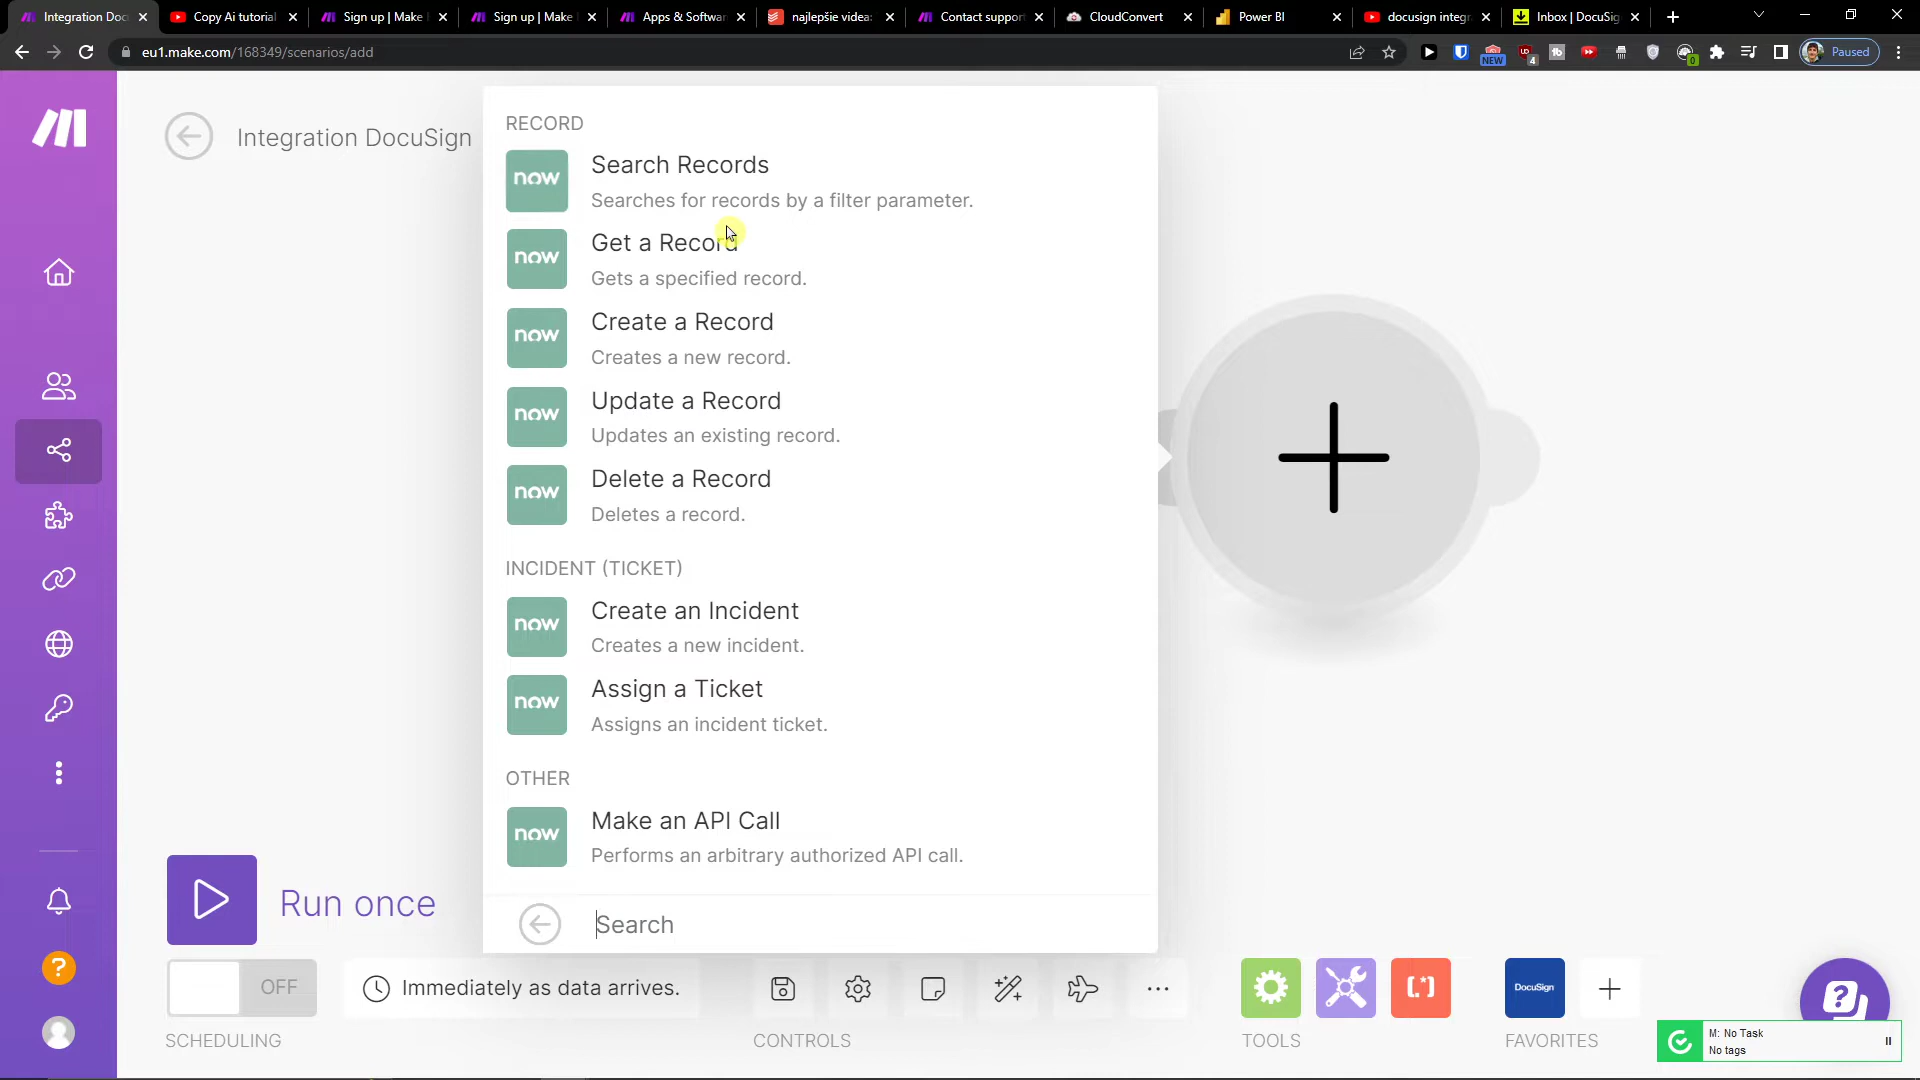 Integration Doc
Copy Ai tutorial
Sign up | Make
Sign up | Make
Apps & Softwar
najlepšie videa
Contact support
CloudConvert
Power BI
docusign integr
Inbox | DocuSig
eu1.make.com/168349/scenarios/add
NEW
4
tb
0
Paused
Integration DocuSign
RECORD
now
Search Records
Searches for records by a filter parameter.
now
Get a Record
Gets a specified record.
now
Create a Record
Creates a new record.
now
Update a Record
Updates an existing record.
now
Delete a Record
Deletes a record.
INCIDENT (TICKET)
now
Create an Incident
Creates a new incident.
now
Assign a Ticket
Assigns an incident ticket.
OTHER
now
Make an API Call
Performs an arbitrary authorized API call.
Search
Run once
OFF
Immediately as data arrives.
SCHEDULING
CONTROLS
TOOLS
DocuSign
FAVORITES
M: No Task
No tags